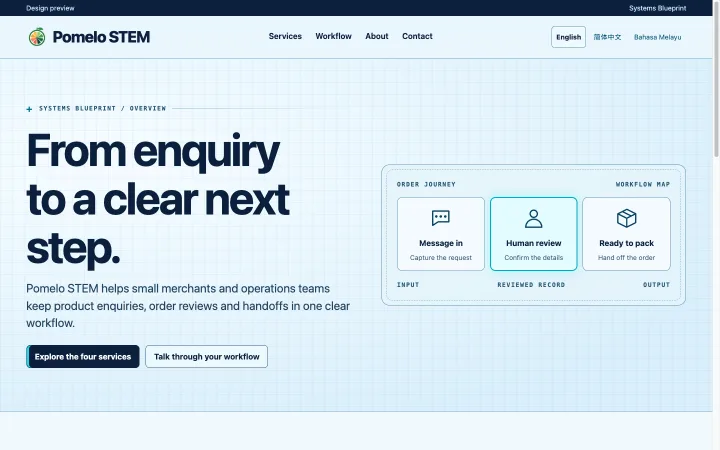 Design preview
Systems Blueprint
Pomelo STEM
Services
Workflow
About
Contact
English
简体中文
Bahasa Melayu
SYSTEMS BLUEPRINT / OVERVIEW
From enquiry
to a clear next
step.
Pomelo STEM helps small merchants and operations teams
keep product enquiries, order reviews and handoffs in one clear
workflow.
Explore the four services
Talk through your workflow
ORDER JOURNEY
WORKFLOW MAP
Message in
Capture the request
Human review
Confirm the details
Ready to pack
Hand off the order
INPUT
REVIEWED RECORD
OUTPUT